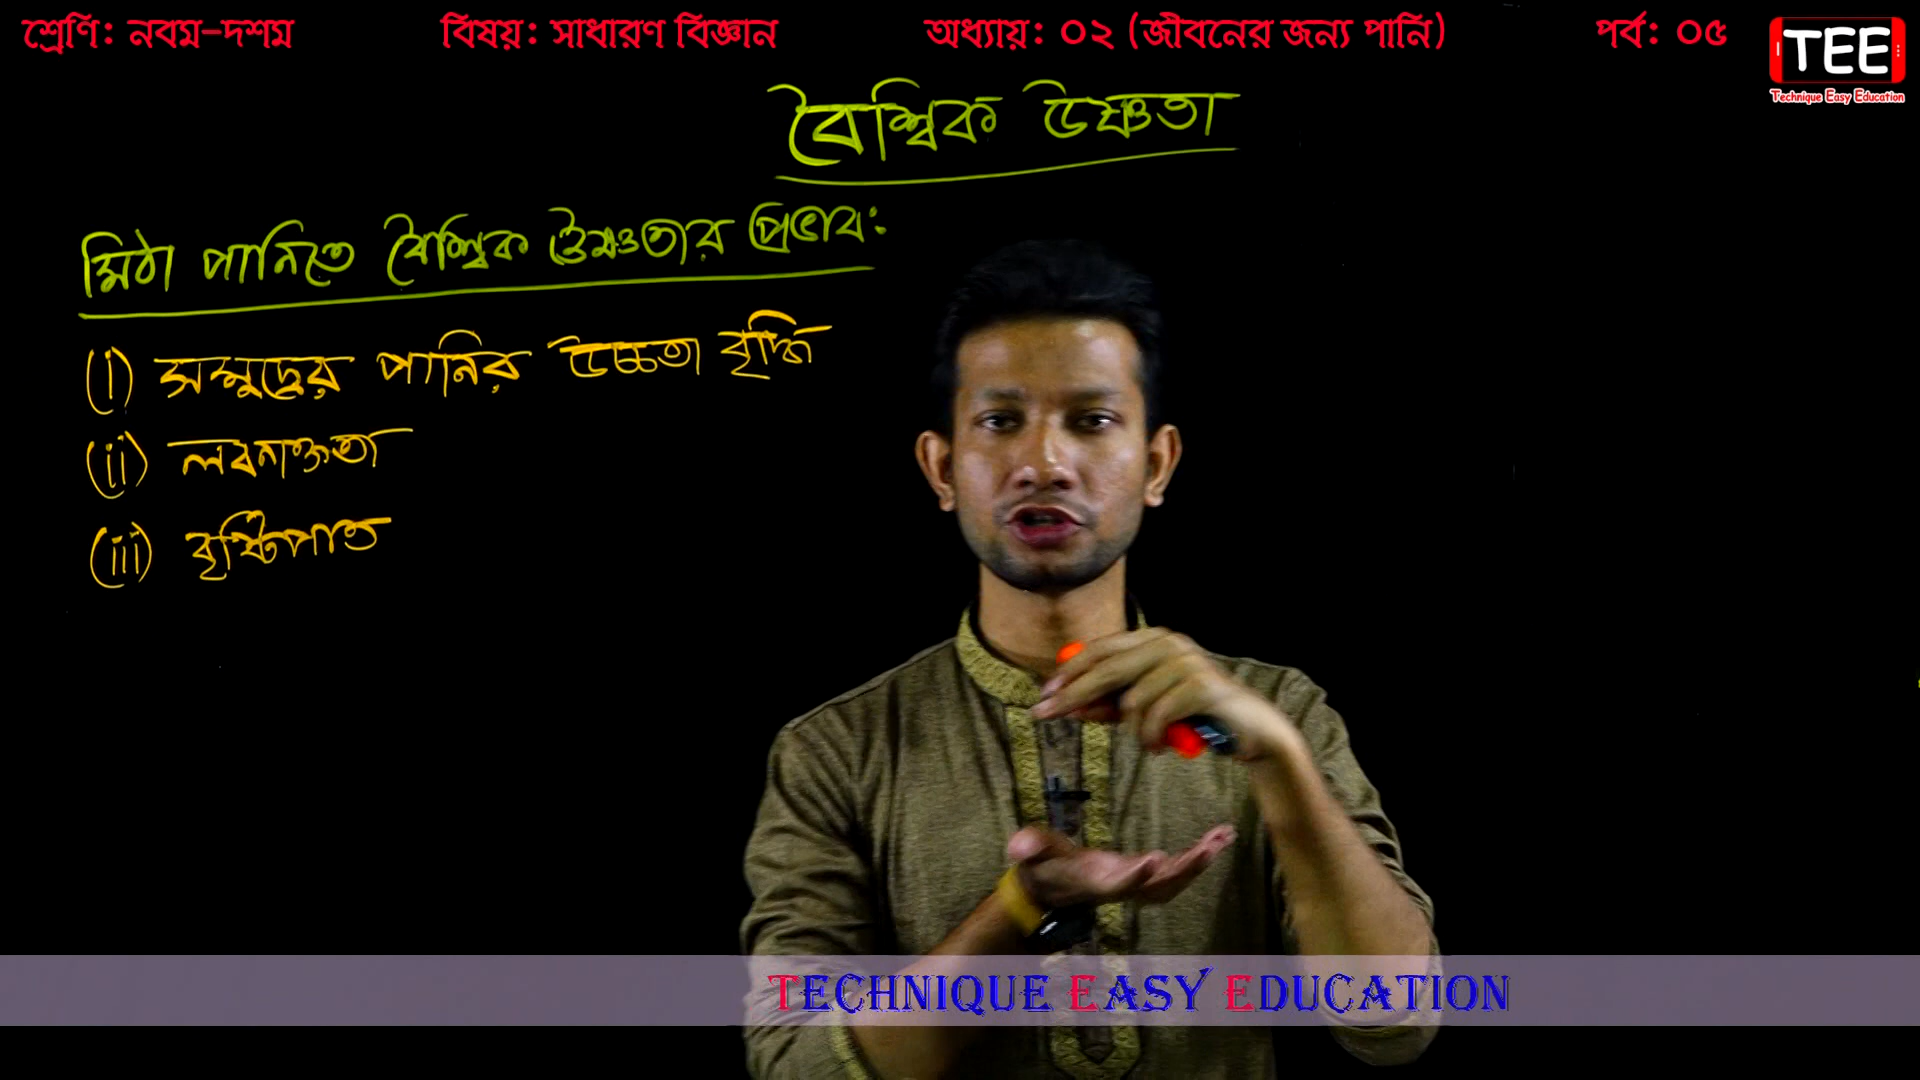 শ্রেণি: নবম-দশম বিষয়: সাধারণ বিজ্ঞান অধ্যায়: ০২ (জীবনের জন্য পানি) পর্ব: ০৫
TEE
Technique Easy Education
বৈশ্বিক উষ্ণতা
মিঠা পানিতে বৈশ্বিক উষ্ণতার প্রভাব:
(i) সমুদ্রের পানির উচ্চতা বৃদ্ধি
(ii) লবনাক্ততা
(iii) বৃষ্টিপাত
TECHNIQUE EASY EDUCATION